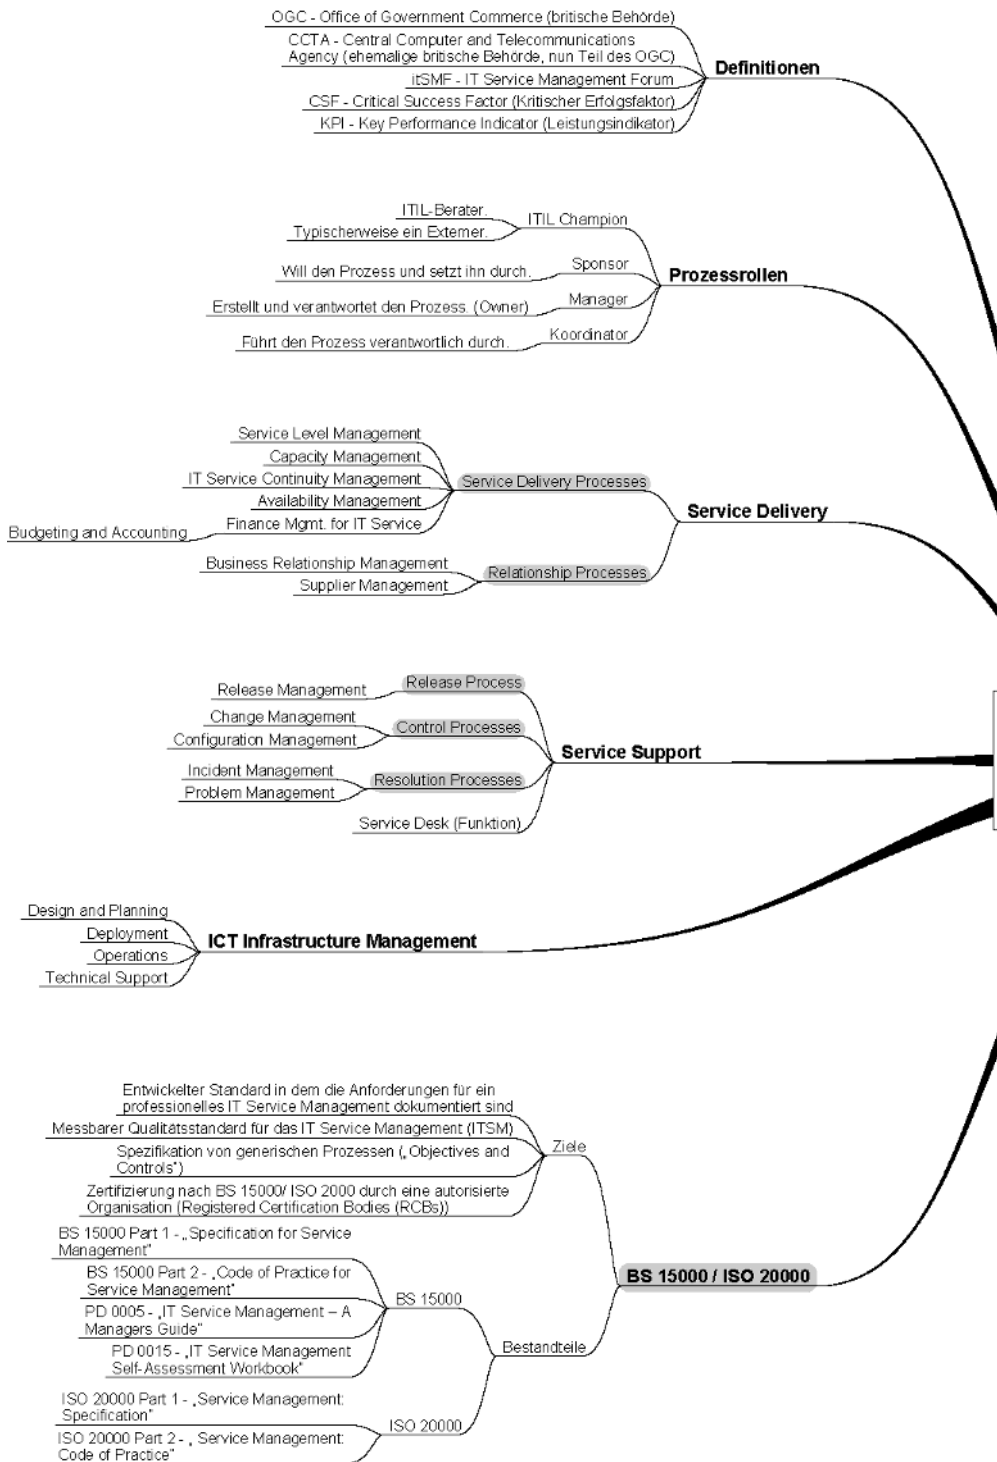 OGC - Office of Government Commerce (britische Behörde)
CCTA - Central Computer and Telecommunications
Agency (ehemalige britische Behörde, nun Teil des OGC)
itSMF - IT Service Management Forum
CSF - Critical Success Factor (Kritischer Erfolgsfaktor)
KPI - Key Performance Indicator (Leistungsindikator)
Definitionen
ITIL-Berater.
Typischerweise ein Externer.
ITIL Champion
Will den Prozess und setzt ihn durch.
Sponsor
Erstellt und verantwortet den Prozess. (Owner)
Manager
Führt den Prozess verantwortlich durch.
Koordinator
Prozessrollen
Service Level Management
Capacity Management
IT Service Continuity Management
Availability Management
Finance Mgmt. for IT Service
Budgeting and Accounting
Service Delivery Processes
Business Relationship Management
Supplier Management
Relationship Processes
Service Delivery
Release Management
Release Process
Change Management
Configuration Management
Control Processes
Incident Management
Problem Management
Resolution Processes
Service Desk (Funktion)
Service Support
Design and Planning
Deployment
Operations
Technical Support
ICT Infrastructure Management
Entwickelter Standard in dem die Anforderungen für ein
professionelles IT Service Management dokumentiert sind
Messbarer Qualitätsstandard für das IT Service Management (ITSM)
Spezifikation von generischen Prozessen („Objectives and
Controls")
Zertifizierung nach BS 15000/ ISO 2000 durch eine autorisierte
Organisation (Registered Certification Bodies (RCBs))
Ziele
BS 15000 Part 1 - „Specification for Service
Management"
BS 15000 Part 2 - „Code of Practice for
Service Management"
PD 0005 - „IT Service Management – A
Managers Guide"
PD 0015 - „IT Service Management
Self-Assessment Workbook"
BS 15000
ISO 20000 Part 1 - „Service Management:
Specification"
ISO 20000 Part 2 - „ Service Management:
Code of Practice"
ISO 20000
Bestandteile
BS 15000 / ISO 20000